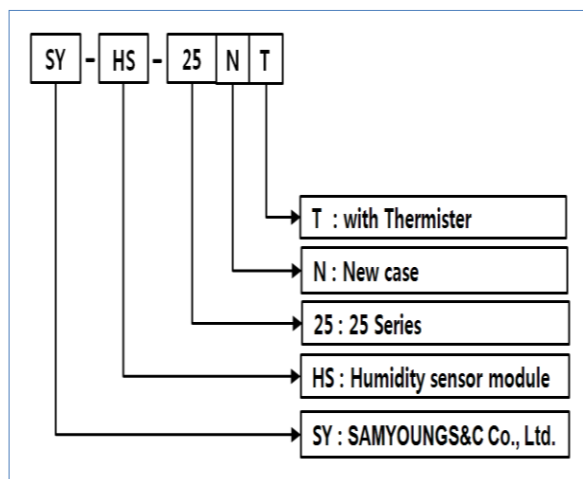 SY - HS - 25 N T
T : with Thermister
N : New case
25 : 25 Series
HS : Humidity sensor module
SY : SAMYOUNGS&C Co., Ltd.